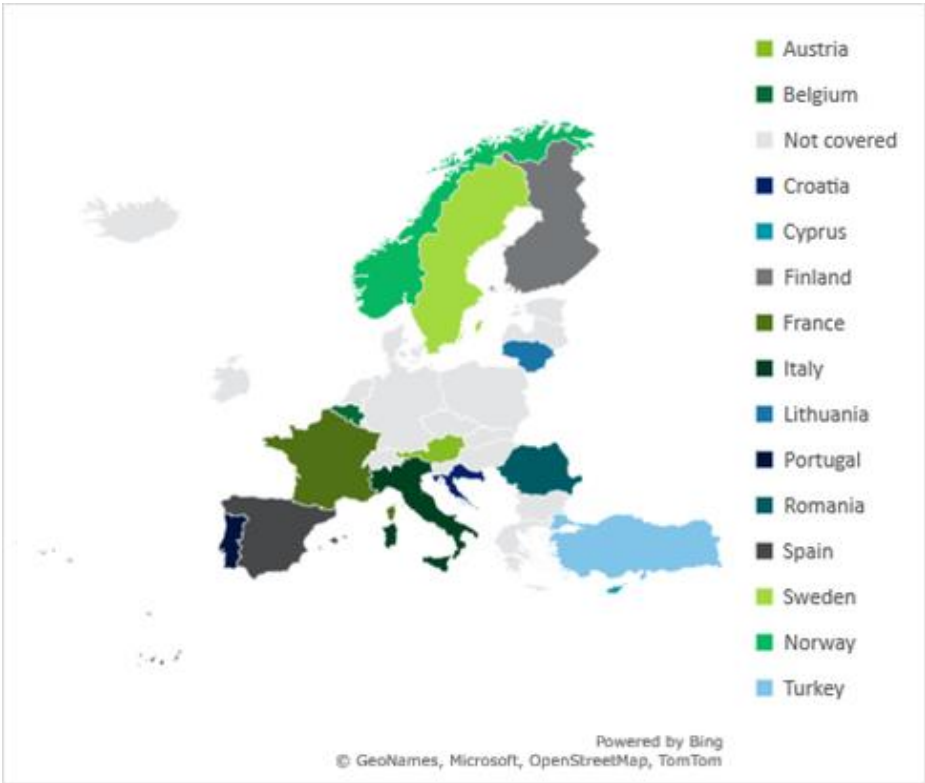 Austria
Belgium
Not covered
Croatia
Cyprus
Finland
France
Italy
Lithuania
Portugal
Romania
Spain
Sweden
Norway
Turkey
Powered by Bing
© GeoNames, Microsoft, OpenStreetMap, TomTom